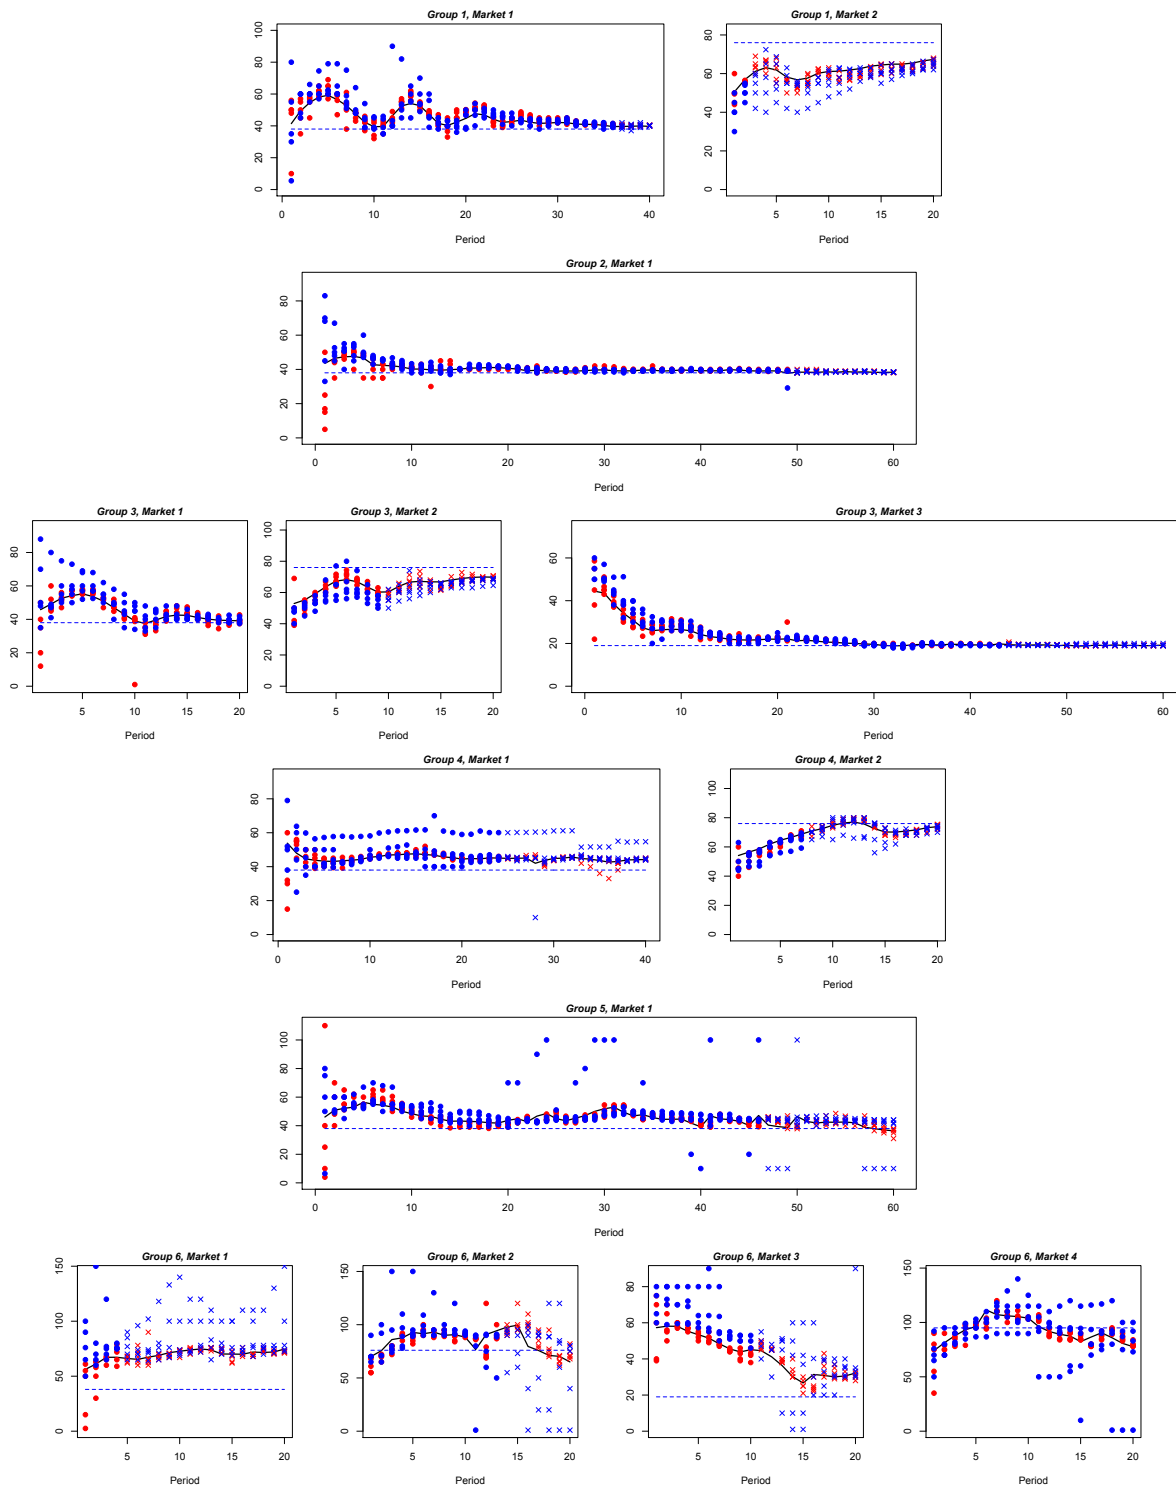 Group 1, Market 1
Group 1, Market 2
0 20 40 60 80 100
0 20 40 60 80
0 10 20 30 40
5 10 15 20
Period
Period
Group 2, Market 1
0 20 40 60 80
0 10 20 30 40 50 60
Period
Group 3, Market 1
Group 3, Market 2
Group 3, Market 3
0 20 40 60 80
0 20 40 60 80 100
0 20 40 60
5 10 15 20
5 10 15 20
0 10 20 30 40 50 60
Period
Period
Period
Group 4, Market 1
Group 4, Market 2
0 20 40 60 80
0 20 40 60 80 100
0 10 20 30 40
5 10 15 20
Period
Period
Group 5, Market 1
0 20 40 60 80 100
0 10 20 30 40 50 60
Period
Group 6, Market 1
Group 6, Market 2
Group 6, Market 3
Group 6, Market 4
0 50 100 150
0 50 100 150
0 20 40 60 80
0 50 100 150
5 10 15 20
5 10 15 20
5 10 15 20
5 10 15 20
Period
Period
Period
Period